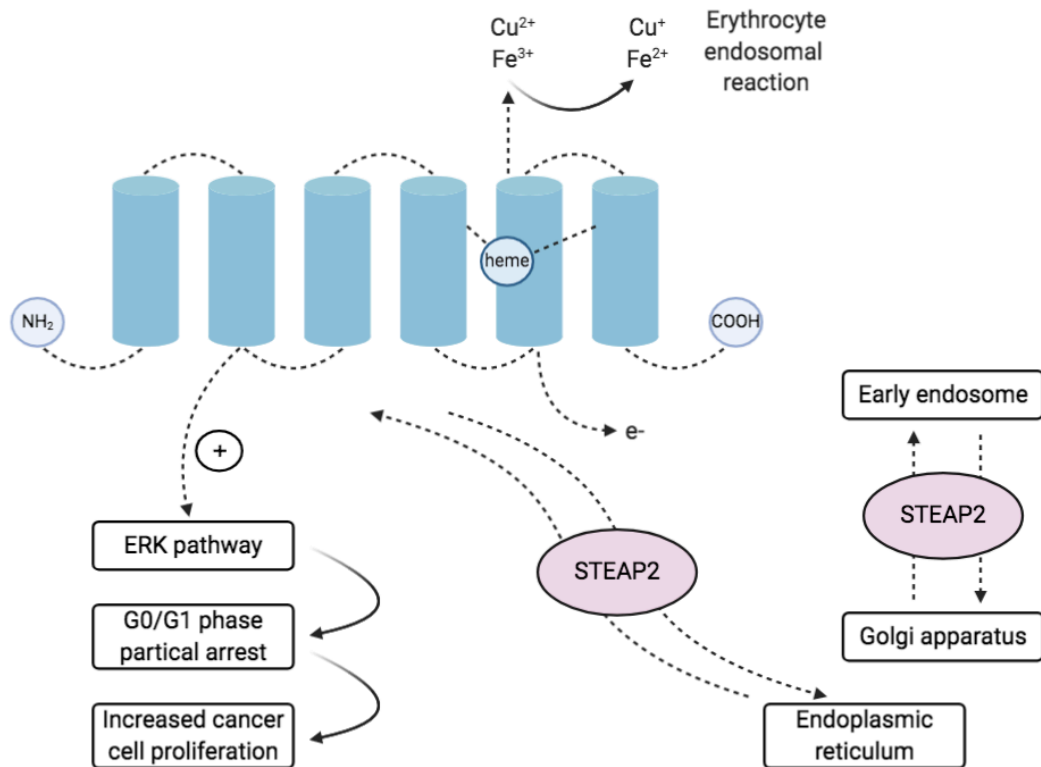 Cu²⁺
Fe³⁺
Cu⁺
Fe²⁺
Erythrocyte
endosomal
reaction
heme
NH₂
COOH
e-
+
ERK pathway
G0/G1 phase
partical arrest
Increased cancer
cell proliferation
STEAP2
Endoplasmic
reticulum
Early endosome
STEAP2
Golgi apparatus